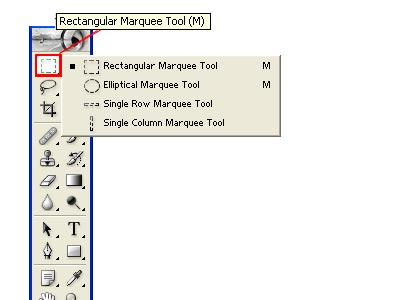 Rectangular Marquee Tool (M)
Rectangular Marquee Tool M
Elliptical Marquee Tool M
Single Row Marquee Tool
Single Column Marquee Tool
T